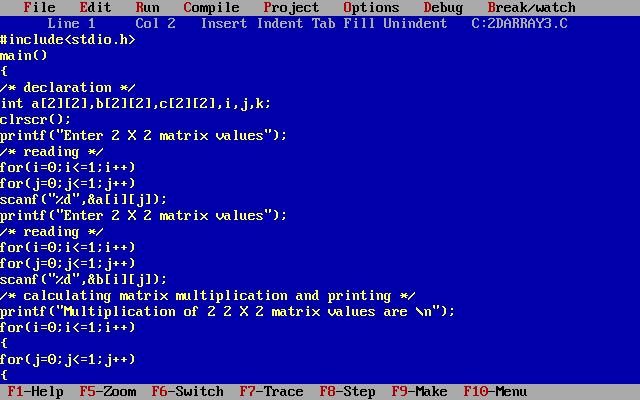 File Edit Run Compile Project Options Debug Break/watch
Line 1 Col 2 Insert Indent Tab Fill Unindent C:2DARRAY3.C
#include<stdio.h>
main()
{
/* declaration */
int a[2][2],b[2][2],c[2][2],i,j,k;
clrscr();
printf("Enter 2 X 2 matrix values");
/* reading */
for(i=0;i<=1;i++)
for(j=0;j<=1;j++)
scanf("%d",&a[i][j]);
printf("Enter 2 X 2 matrix values");
/* reading */
for(i=0;i<=1;i++)
for(j=0;j<=1;j++)
scanf("%d",&b[i][j]);
/* calculating matrix multiplication and printing */
printf("Multiplication of 2 2 X 2 matrix values are \n");
for(i=0;i<=1;i++)
{
for(j=0;j<=1;j++)
{
F1-Help F5-Zoom F6-Switch F7-Trace F8-Step F9-Make F10-Menu